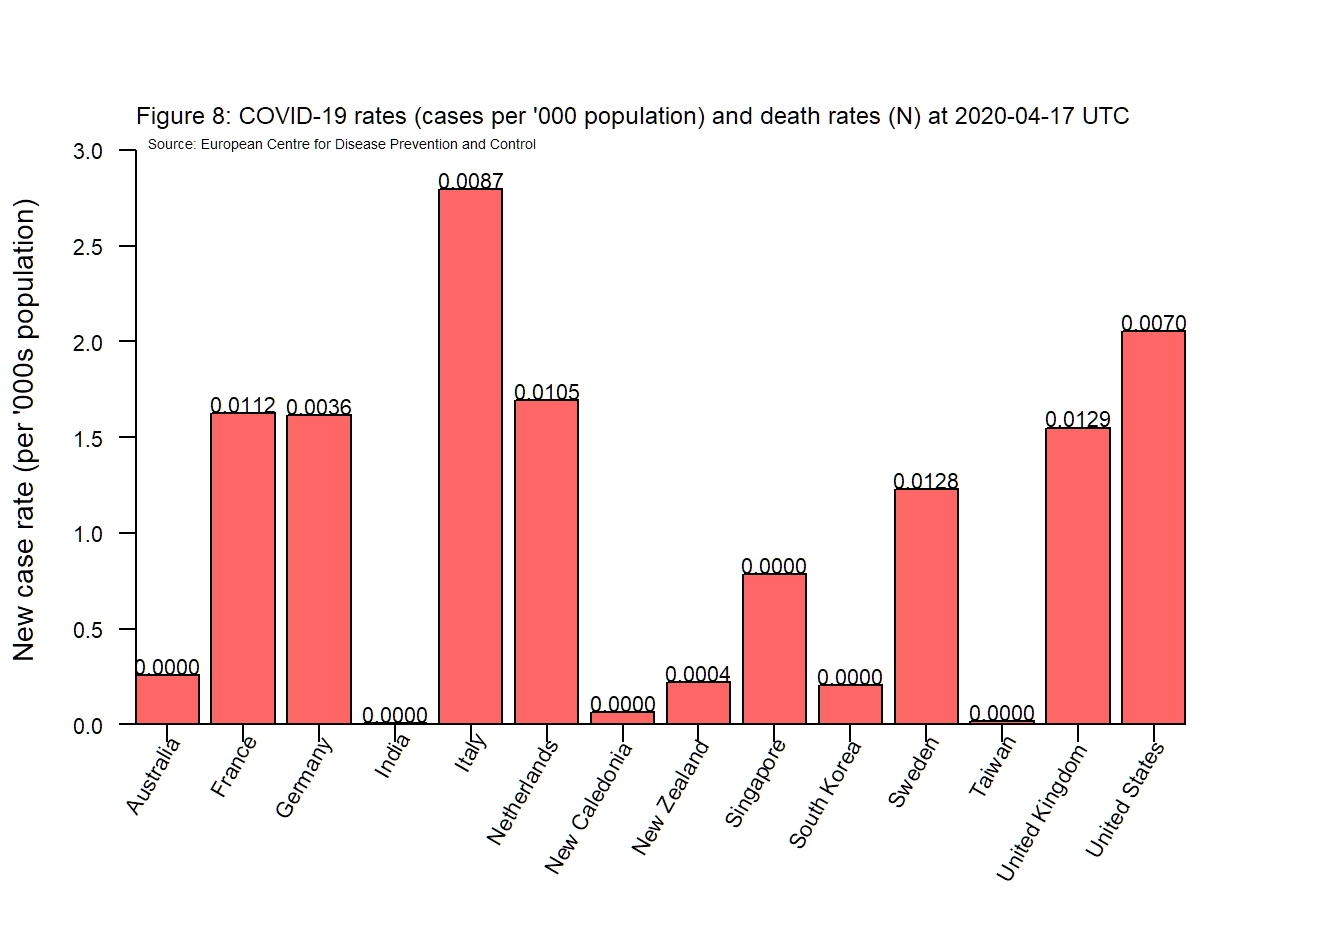 Figure 8: COVID-19 rates (cases per '000 population) and death rates (N) at 2020-04-17 UTC
Source: European Centre for Disease Prevention and Control
New case rate (per '000s population)
3.0
2.5
2.0
1.5
1.0
0.5
0.0
0.0000
0.0112
0.0036
0.0000
0.0087
0.0105
0.0000
0.0004
0.0000
0.0000
0.0128
0.0000
0.0129
0.0070
Australia
France
Germany
India
Italy
Netherlands
New Caledonia
New Zealand
Singapore
South Korea
Sweden
Taiwan
United Kingdom
United States